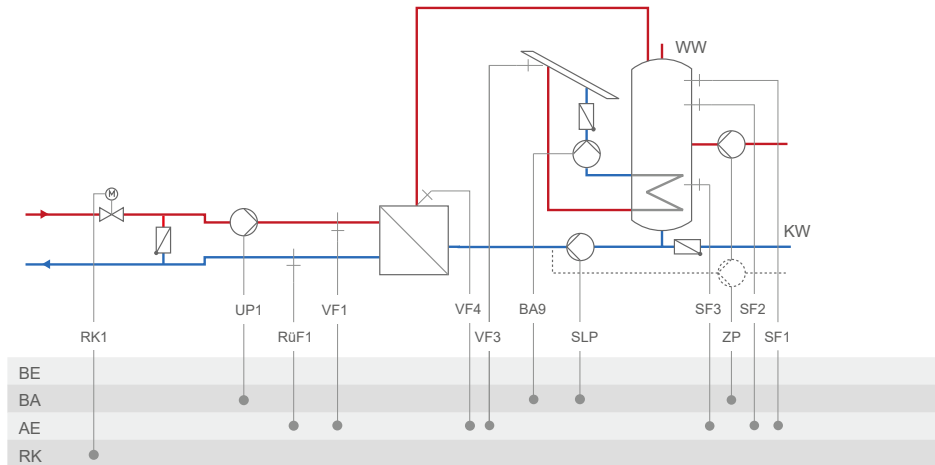 WW
M
KW
UP1 VF1 VF4 BA9 SF3 SF2
RK1 RüF1 VF3 SLP ZP SF1
BE
BA
AE
RK